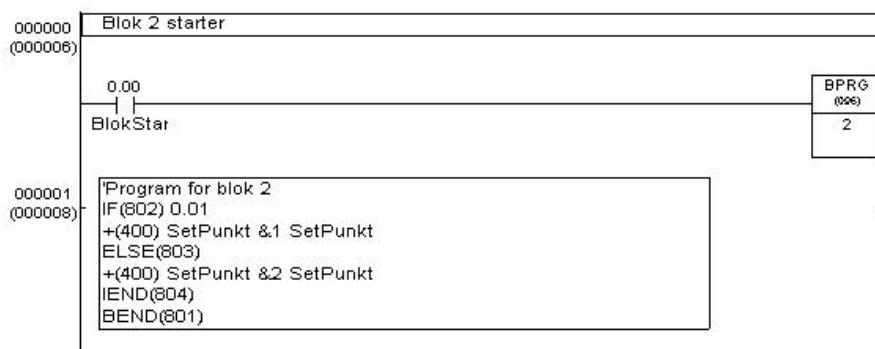 000000
(000006)
Blok 2 starter
0.00
BlokStar
BPRG
(096)
2
000001
(000008)
'Program for blok 2
IF(802) 0.01
+(400) SetPunkt &1 SetPunkt
ELSE(803)
+(400) SetPunkt &2 SetPunkt
IEND(804)
BEND(801)